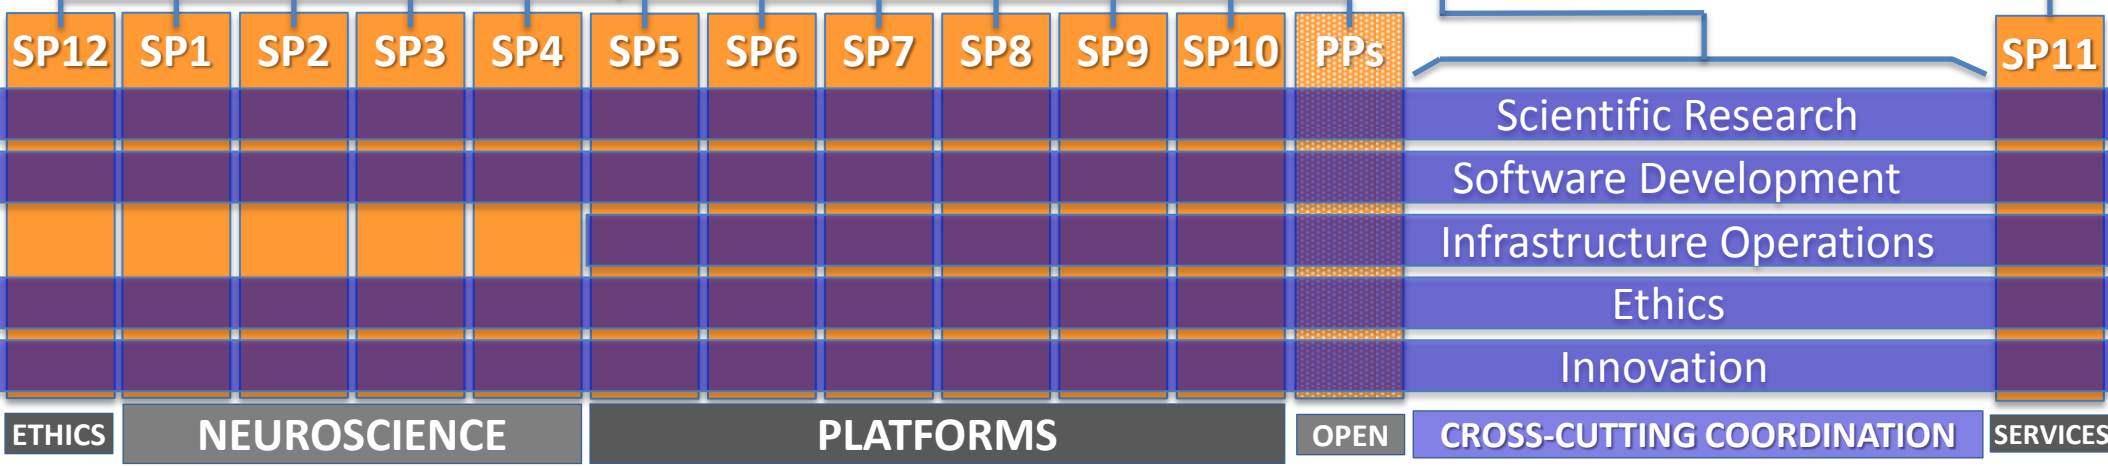 SP12 SP1 SP2 SP3 SP4 SP5 SP6 SP7 SP8 SP9 SP10 PPs SP11
Scientific Research
Software Development
Infrastructure Operations
Ethics
Innovation
ETHICS NEUROSCIENCE PLATFORMS OPEN CROSS-CUTTING COORDINATION SERVICES